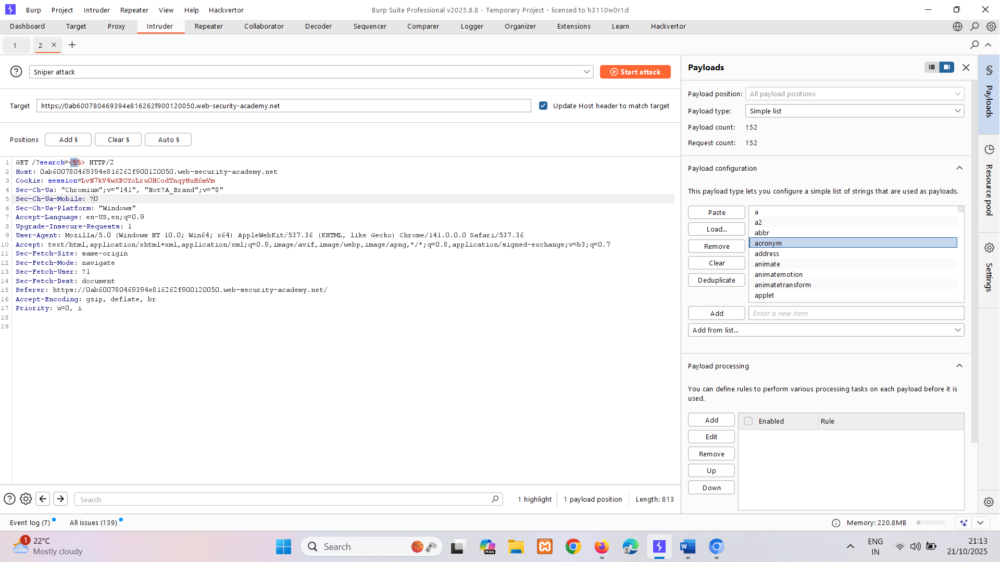 Burp Project Intruder Repeater View Help Hackvertor
Burp Suite Professional v2025.8.8 - Temporary Project - licensed to h3110w0r1d
Dashboard Target Proxy Intruder Repeater Collaborator Decoder Sequencer Comparer Logger Organizer Extensions Learn Hackvertor
1 2
Sniper attack
Start attack
Target https://0ab600780469394e816262f900120050.web-security-academy.net Update Host header to match target
Positions Add § Clear § Auto §
1 GET /?search=<§§> HTTP/2
2 Host: 0ab600780469394e816262f900120050.web-security-academy.net
3 Cookie: session=LvN7kV4wXBOYoLru0HCodTnqyHuH6mVm
4 Sec-Ch-Ua: "Chromium";v="141", "Not?A_Brand";v="8"
5 Sec-Ch-Ua-Mobile: ?0
6 Sec-Ch-Ua-Platform: "Windows"
7 Accept-Language: en-US,en;q=0.9
8 Upgrade-Insecure-Requests: 1
9 User-Agent: Mozilla/5.0 (Windows NT 10.0; Win64; x64) AppleWebKit/537.36 (KHTML, like Gecko) Chrome/141.0.0.0 Safari/537.36
10 Accept: text/html,application/xhtml+xml,application/xml;q=0.9,image/avif,image/webp,image/apng,*/*;q=0.8,application/signed-exchange;v=b3;q=0.7
11 Sec-Fetch-Site: same-origin
12 Sec-Fetch-Mode: navigate
13 Sec-Fetch-User: ?1
14 Sec-Fetch-Dest: document
15 Referer: https://0ab600780469394e816262f900120050.web-security-academy.net/
16 Accept-Encoding: gzip, deflate, br
17 Priority: u=0, i
18
19
Search
1 highlight 1 payload position Length: 813
Payloads
Payload position: All payload positions
Payload type: Simple list
Payload count: 152
Request count: 152
Payload configuration
This payload type lets you configure a simple list of strings that are used as payloads.
Paste
Load...
Remove
Clear
Deduplicate
a
a2
abbr
acronym
address
animate
animatemotion
animatetransform
applet
Add Enter a new item
Add from list...
Payload processing
You can define rules to perform various processing tasks on each payload before it is
used.
Add
Edit
Remove
Up
Down
Enabled Rule
§ Payloads
Resource pool
Settings
Event log (7) All issues (139)
Memory: 220.8MB
1
22°C
Mostly cloudy
Search
M365
ENG
IN
21:13
21/10/2025